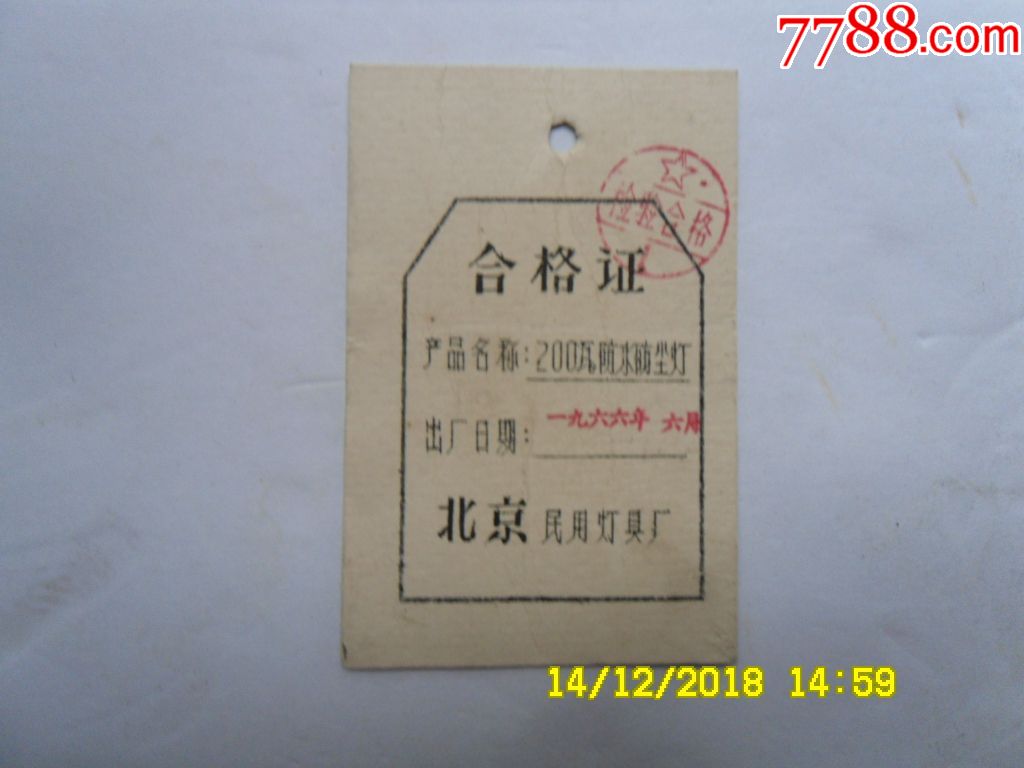 7788.com
检验合格
合格证
产品名称：200瓦防水防尘灯
出厂日期：一九六六年 六月
北京民用灯具厂
14/12/2018 14:59